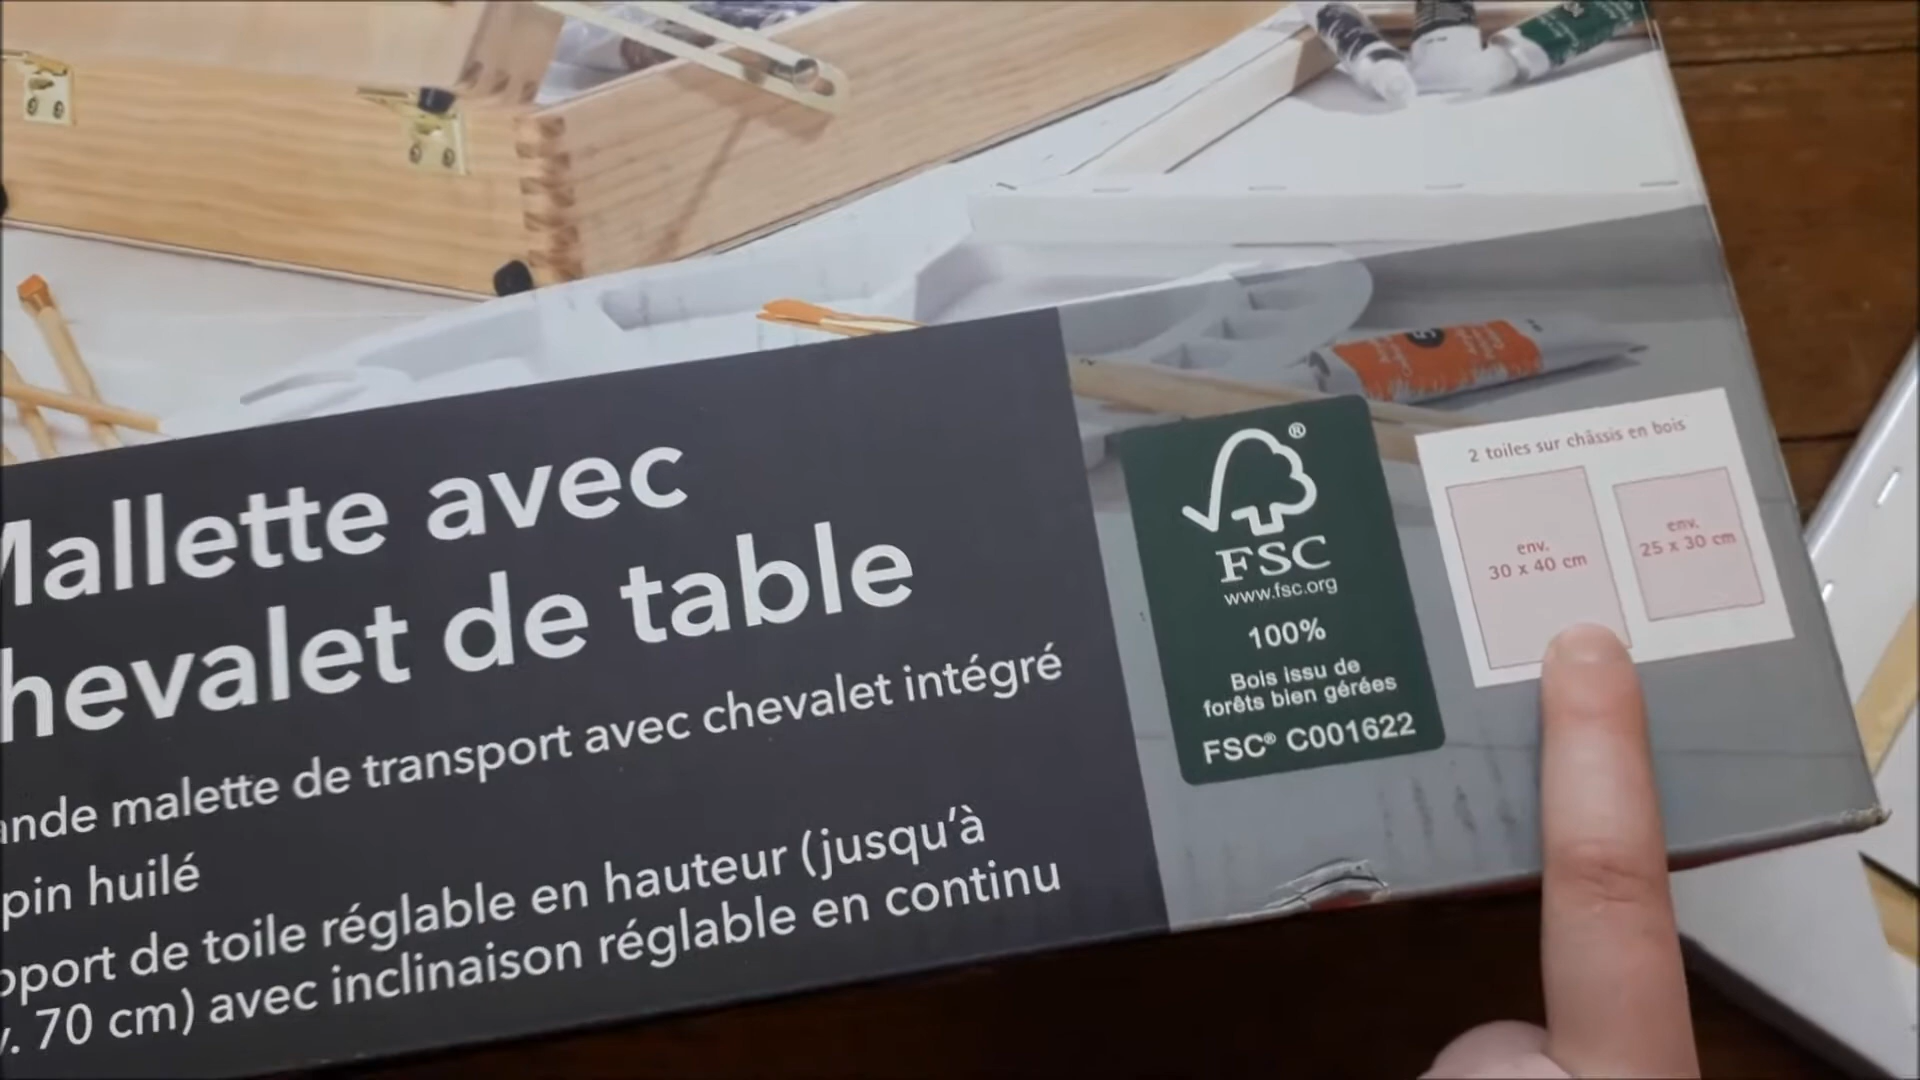 Mallette avec
hevalet de table
ande malette de transport avec chevalet intégré
pin huilé
pport de toile réglable en hauteur (jusqu'à
v. 70 cm) avec inclinaison réglable en continu
®
FSC
www.fsc.org
100%
Bois issu de
forêts bien gérées
FSC® C001622
2 toiles sur châssis en bois
env.
30 x 40 cm
env.
25 x 30 cm